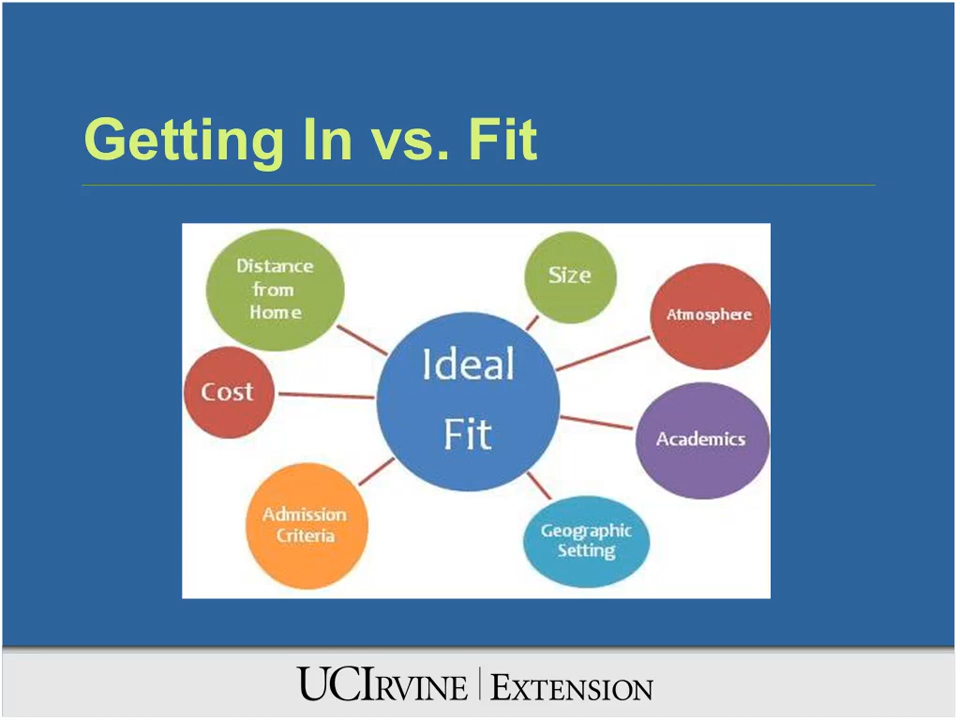 Getting In vs. Fit
Distance
from
Home
Size
Atmosphere
Ideal
Fit
Cost
Academics
Admission
Criteria
Geographic
Setting
UCIRVINE | EXTENSION